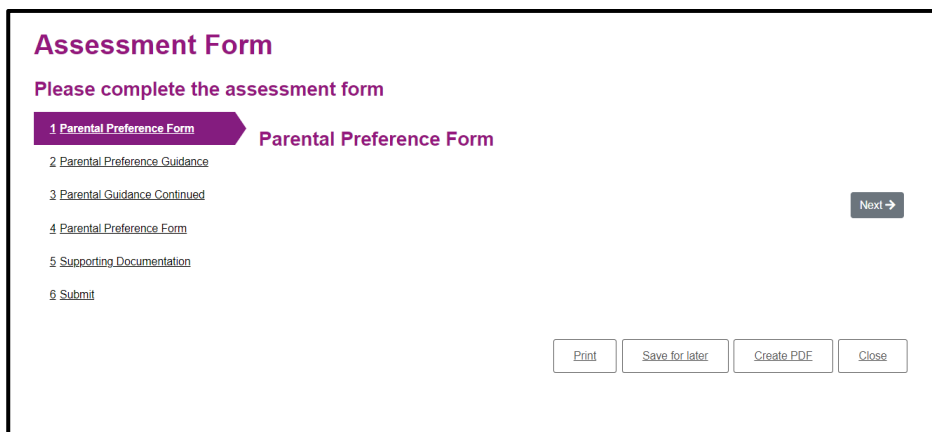 Assessment Form
Please complete the assessment form
1 Parental Preference Form
Parental Preference Form
2 Parental Preference Guidance
3 Parental Guidance Continued
Next →
4 Parental Preference Form
5 Supporting Documentation
6 Submit
Print
Save for later
Create PDF
Close